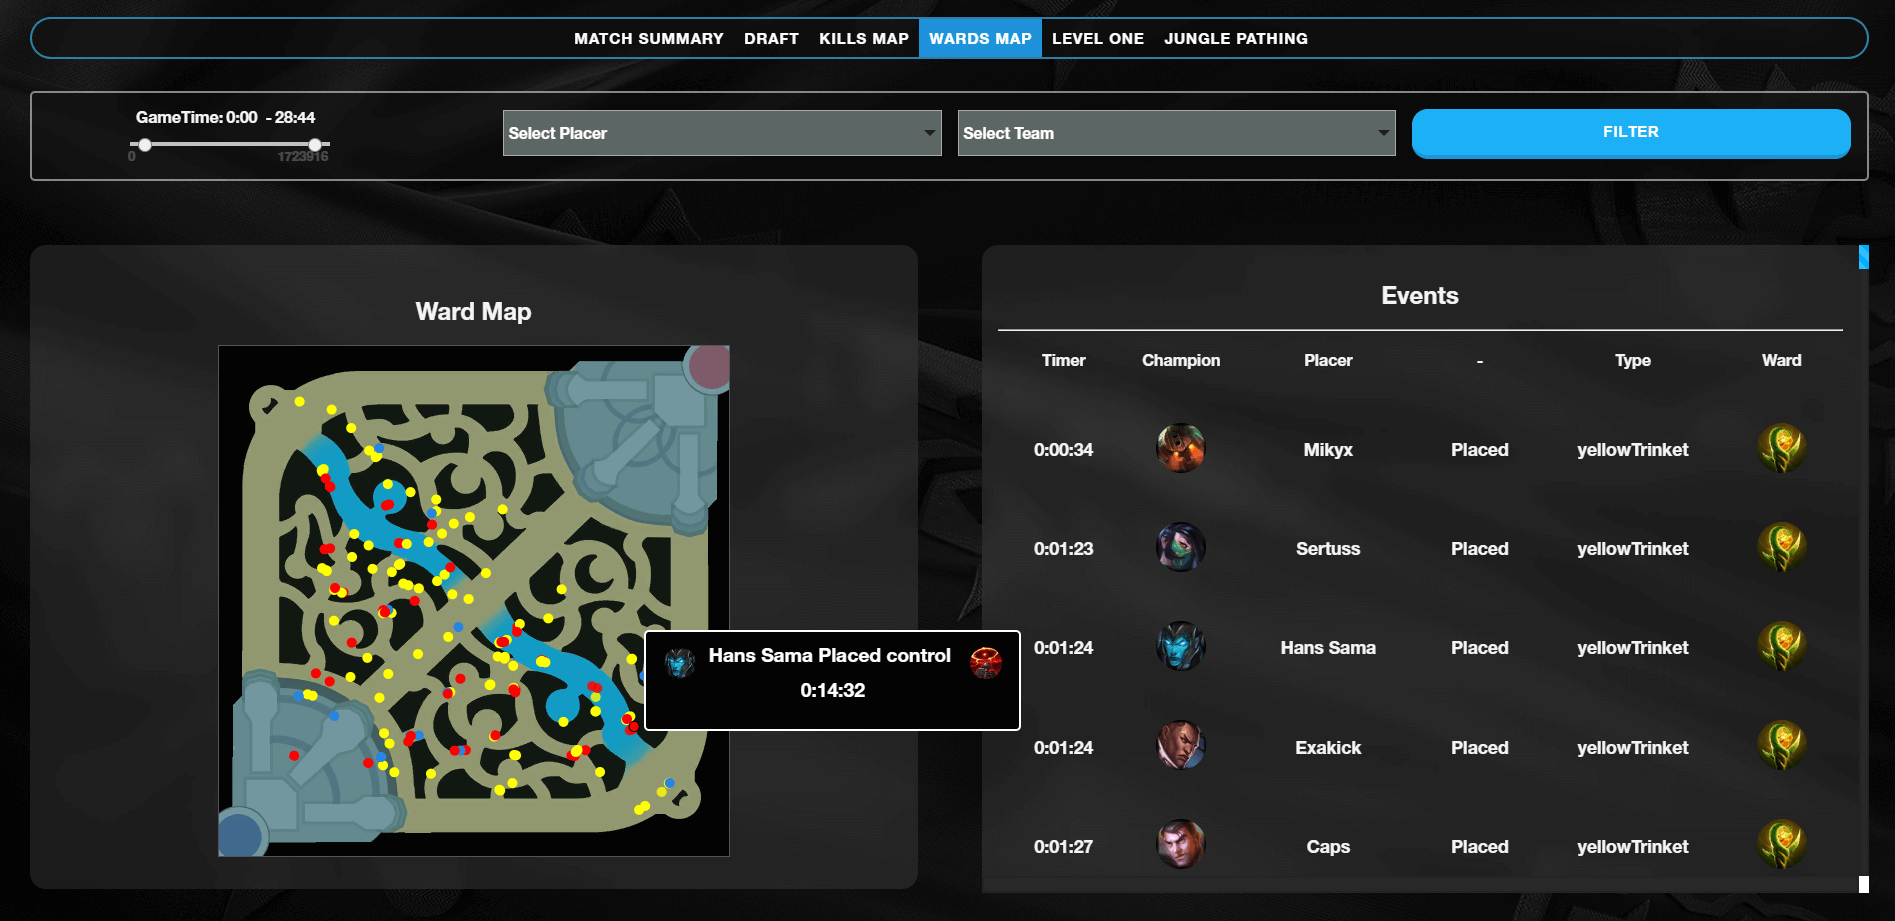 MATCH SUMMARY DRAFT KILLS MAP WARDS MAP LEVEL ONE JUNGLE PATHING
GameTime: 0:00 - 28:44
0 1723916
Select Placer
Select Team
FILTER
Ward Map
Hans Sama Placed control
0:14:32
Events
Timer Champion Placer - Type Ward
0:00:34 Mikyx Placed yellowTrinket
0:01:23 Sertuss Placed yellowTrinket
0:01:24 Hans Sama Placed yellowTrinket
0:01:24 Exakick Placed yellowTrinket
0:01:27 Caps Placed yellowTrinket